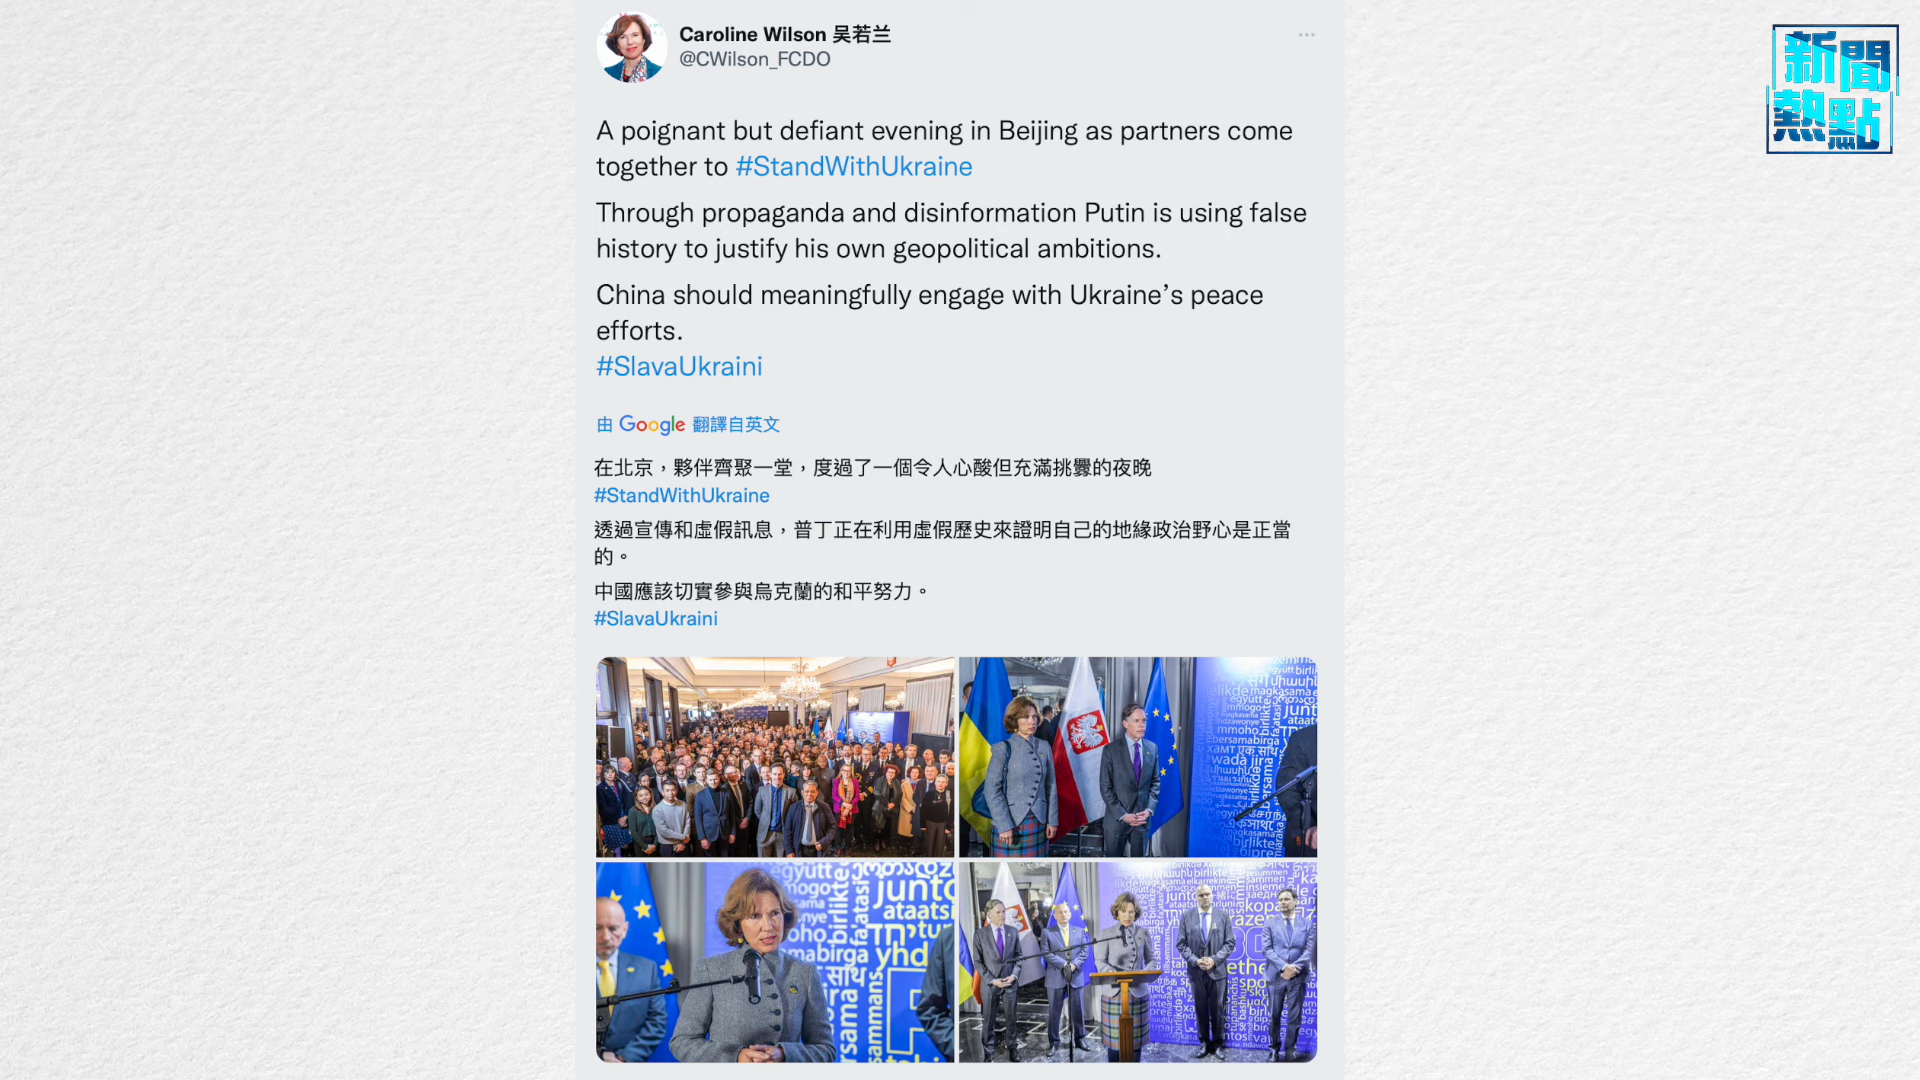 Caroline Wilson 吴若兰
@CWilson_FCDO
新聞
熱點
A poignant but defiant evening in Beijing as partners come
together to #StandWithUkraine
Through propaganda and disinformation Putin is using false
history to justify his own geopolitical ambitions.
China should meaningfully engage with Ukraine’s peace
efforts.
#SlavaUkraini
由 Google 翻譯自英文
在北京，夥伴齊聚一堂，度過了一個令人心酸但充滿挑釁的夜晚
#StandWithUkraine
透過宣傳和虛假訊息，普丁正在利用虛假歷史來證明自己的地緣政治野心是正當
的。
中國應該切實參與烏克蘭的和平努力。
#SlavaUkraini